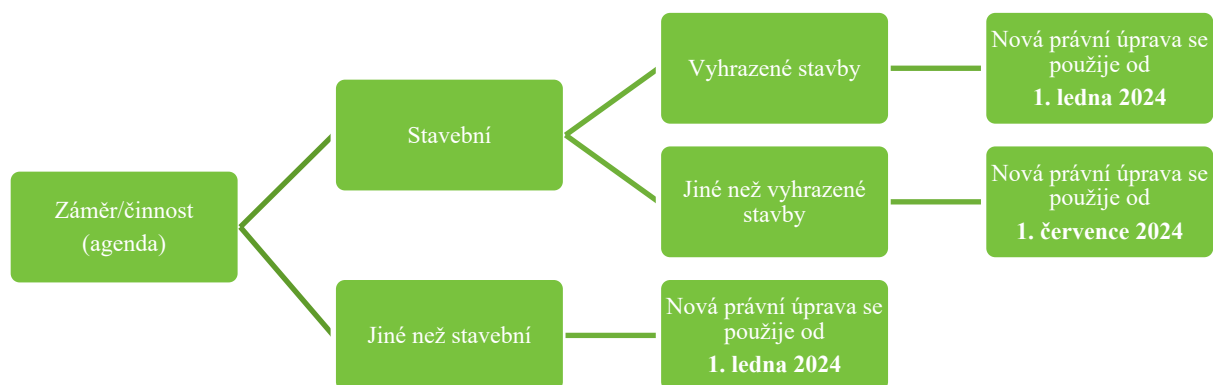 Záměr/činnost
(agenda)
Stavební
Vyhrazené stavby
Nová právní úprava se
použije od
1. ledna 2024
Jiné než vyhrazené
stavby
Nová právní úprava se
použije od
1. července 2024
Jiné než stavební
Nová právní úprava se
použije od
1. ledna 2024